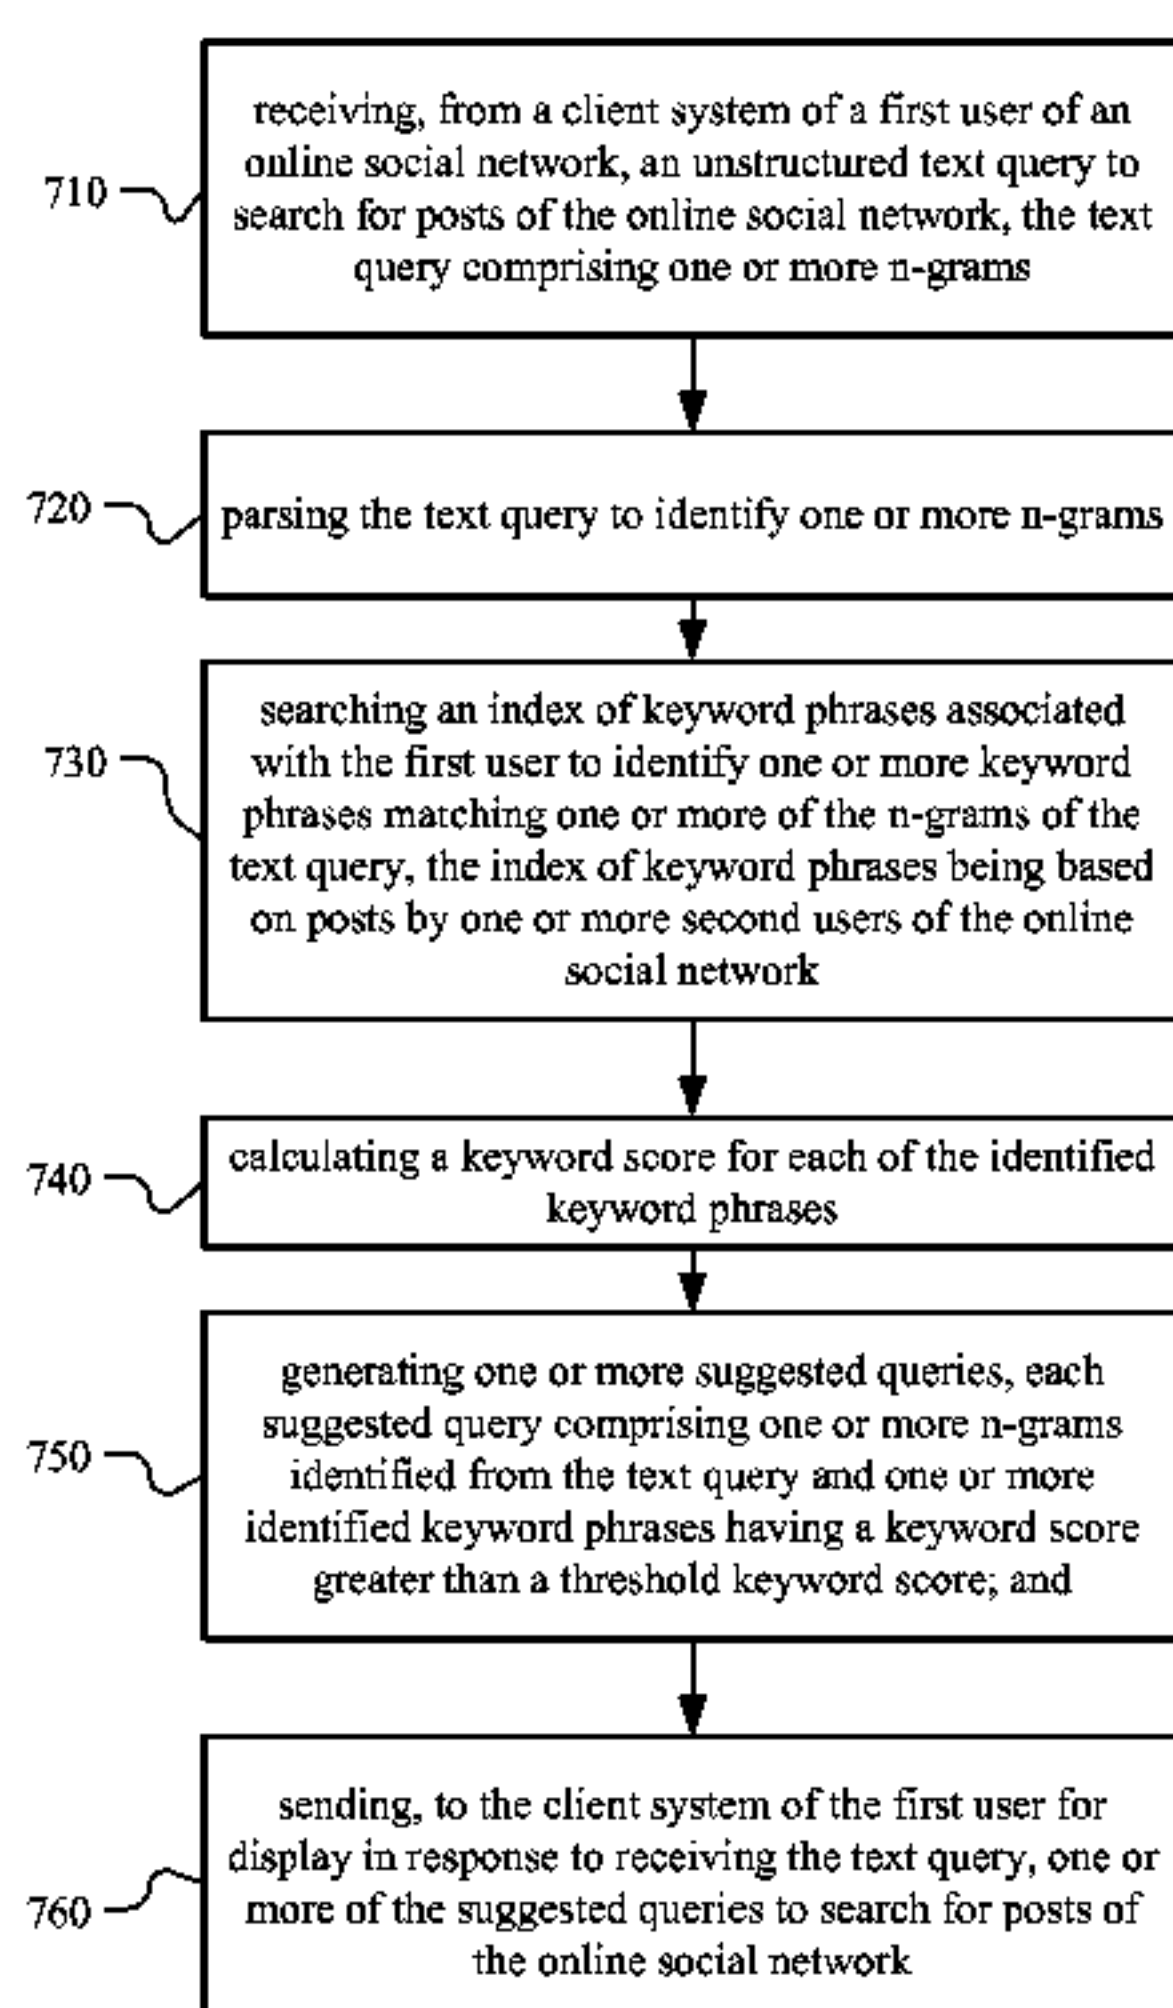 receiving, from a client system of a first user of an
online social network, an unstructured text query to
710
search for posts of the online social network, the text
query comprising one or more n-grams
720
parsing the text query to identify one or more n-grams
searching an index of keyword phrases associated
730
with the first user to identify one or more keyword
phrases matching one or more of the n-grams of the
text query, the index of keyword phrases being based
on posts by one or more second users of the online
social network
740
calculating a keyword score for each of the identified
keyword phrases
generating one or more suggested queries, each
suggested query comprising one or more n-grams
750
identified from the text query and one or more
identified keyword phrases having a keyword score
greater than a threshold keyword score; and
sending, to the client system of the first user for
display in response to receiving the text query, one or
760
more of the suggested queries to search for posts of
the online social network